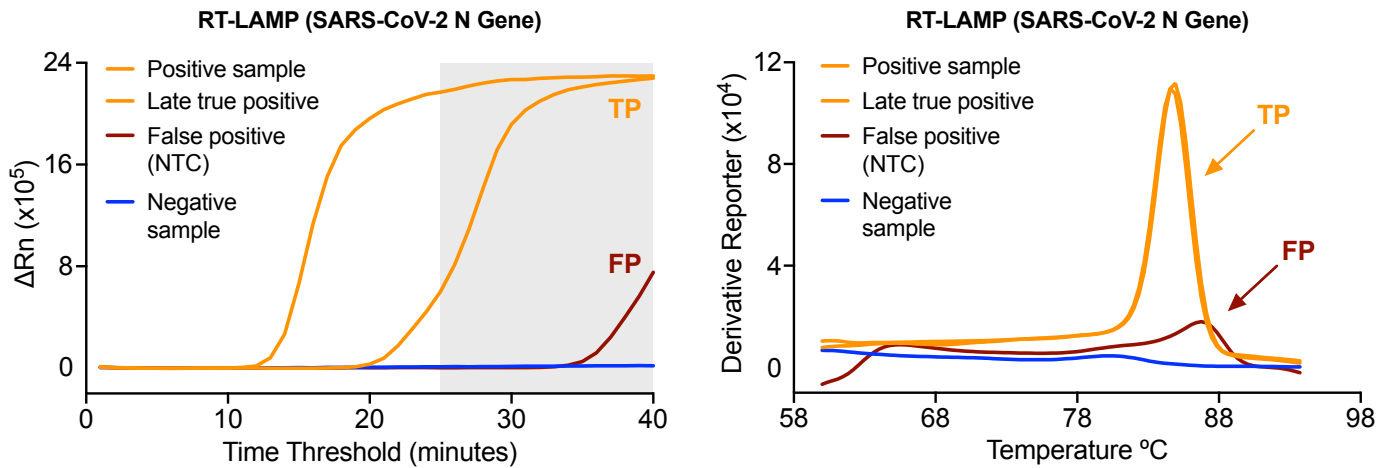 RT-LAMP (SARS-CoV-2 N Gene)
24
16
8
0
ΔRn (x10⁵)
Positive sample
Late true positive
False positive
(NTC)
Negative
sample
TP
FP
0
10
20
30
40
Time Threshold (minutes)
RT-LAMP (SARS-CoV-2 N Gene)
12
8
4
0
Derivative Reporter (x10⁴)
Positive sample
Late true positive
False positive
(NTC)
Negative
sample
TP
FP
58
68
78
88
98
Temperature ºC